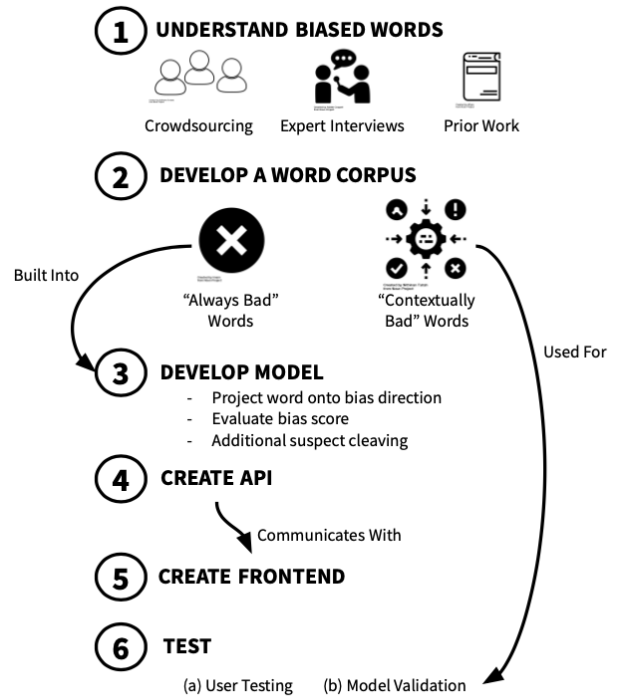 1 UNDERSTAND BIASED WORDS
Crowdsourcing Expert Interviews Prior Work
2 DEVELOP A WORD CORPUS
Built Into
“Always Bad”
Words
“Contextually
Bad” Words
Used For
3 DEVELOP MODEL
- Project word onto bias direction
- Evaluate bias score
- Additional suspect cleaving
4 CREATE API
Communicates With
5 CREATE FRONTEND
6 TEST
(a) User Testing (b) Model Validation